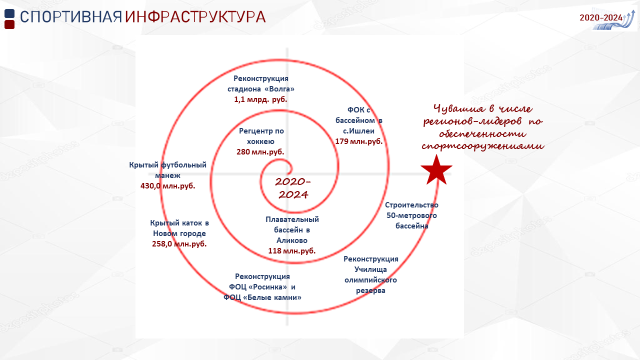 СПОРТИВНАЯ ИНФРАСТРУКТУРА
2020-2024
Реконструкция
стадиона «Волга»
1,1 млрд. руб.
ФОК с
бассейном в
с.Ишлеи
179 млн.руб.
Чувашия в числе
регионов-лидеров по
обеспеченности
спортсооружениями
Регцентр по
хоккею
280 млн.руб.
Крытый футбольный
манеж
430,0 млн.руб.
2020-
2024
Строительство
50-метрового
бассейна
Крытый каток в
Новом городе
258,0 млн.руб.
Плавательный
бассейн в
Аликово
118 млн.руб.
Реконструкция
Училища
олимпийского
резерва
Реконструкция
ФОЦ «Росинка» и
ФОЦ «Белые камни»